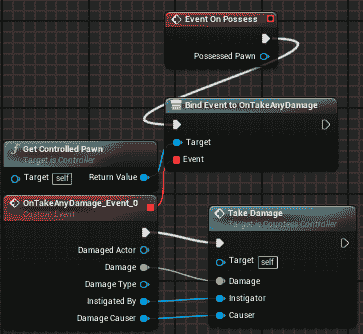 Event On Possess
Possessed Pawn
Bind Event to OnTakeAnyDamage
Target
Event
Get Controlled Pawn
Target is Controller
Target self
Return Value
OnTakeAnyDamage_Event_0
Custom Event
Damaged Actor
Damage
Damage Type
Instigated By
Damage Causer
Take Damage
Target is Countess Controller
Target self
Damage
Instigator
Causer